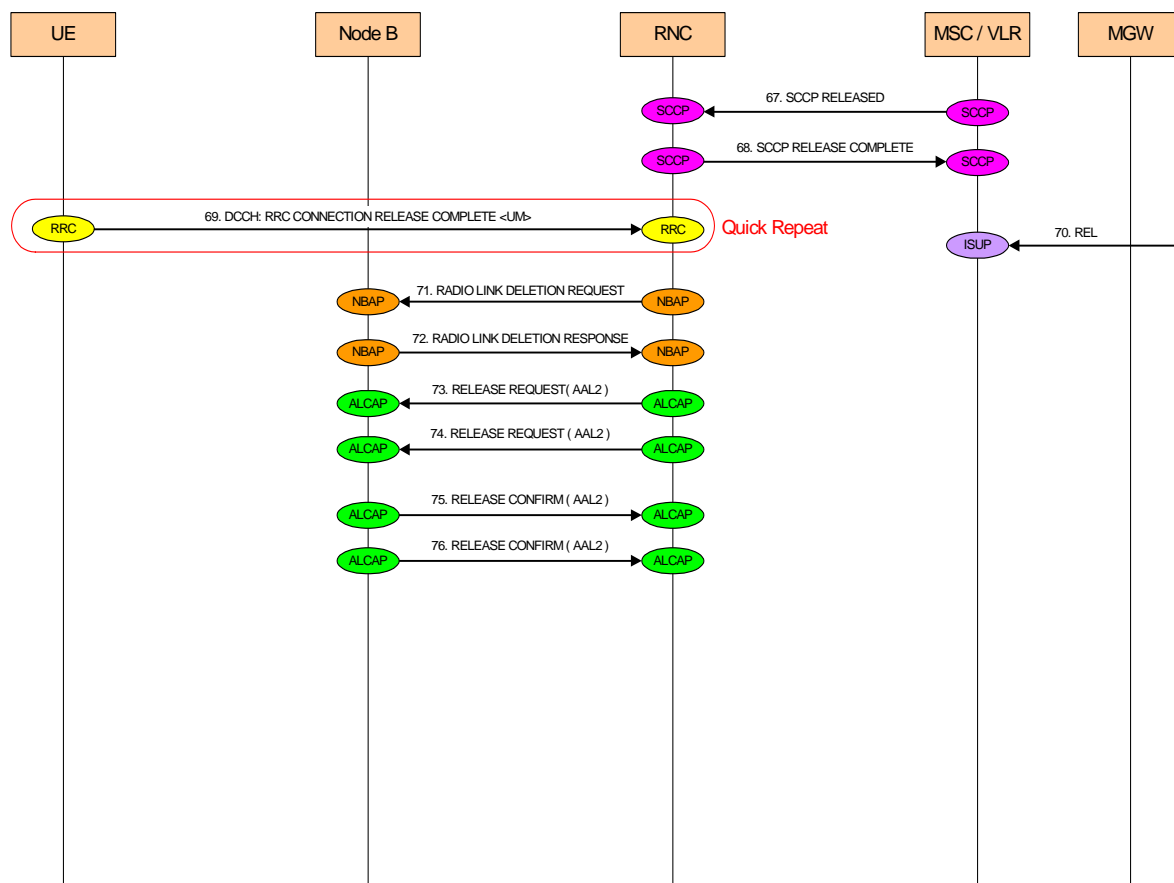 UE
Node B
RNC
MSC / VLR
MGW
67. SCCP RELEASED
SCCP
SCCP
68. SCCP RELEASE COMPLETE
SCCP
SCCP
69. DCCH: RRC CONNECTION RELEASE COMPLETE <UM>
RRC
RRC
Quick Repeat
70. REL
ISUP
71. RADIO LINK DELETION REQUEST
NBAP
NBAP
72. RADIO LINK DELETION RESPONSE
NBAP
NBAP
73. RELEASE REQUEST( AAL2 )
ALCAP
ALCAP
74. RELEASE REQUEST ( AAL2 )
ALCAP
ALCAP
75. RELEASE CONFIRM ( AAL2 )
ALCAP
ALCAP
76. RELEASE CONFIRM ( AAL2 )
ALCAP
ALCAP